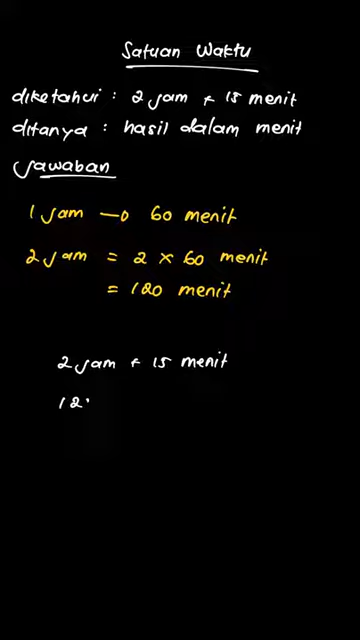 Satuan Waktu
diketahui : 2 jam + 15 menit
ditanya : hasil dalam menit
Jawaban
1 jam → 60 menit
2 jam = 2 × 60 menit
= 120 menit
2 jam + 15 menit
12